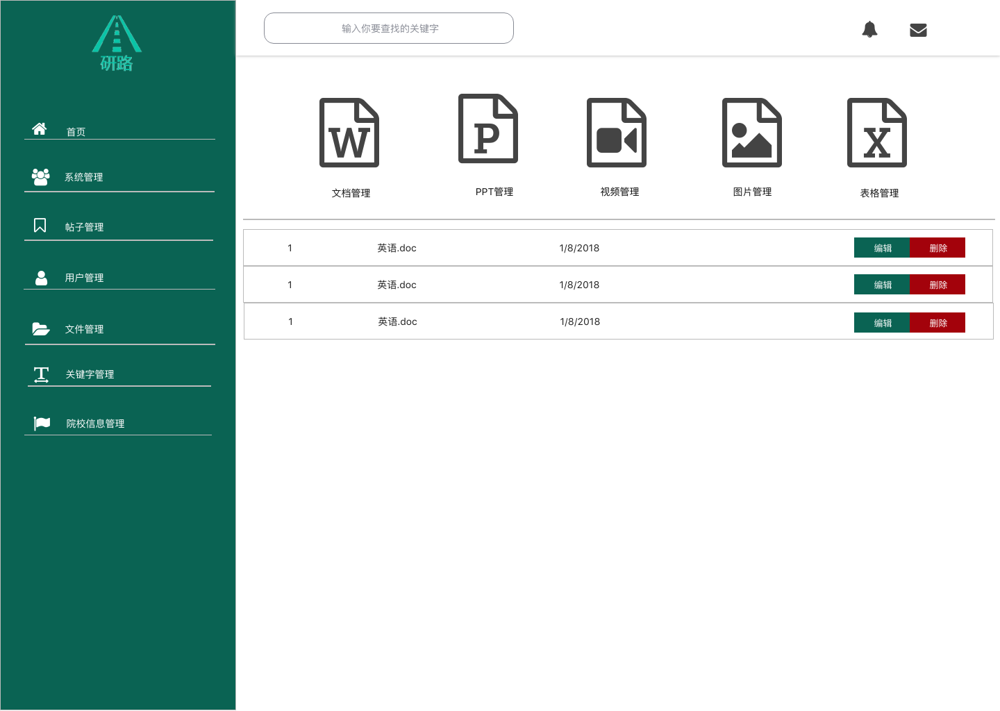 研路
首页
系统管理
帖子管理
用户管理
文件管理
关键字管理
院校信息管理
输入你要查找的关键字
W P X
文档管理 PPT管理 视频管理 图片管理 表格管理
1 英语.doc 1/8/2018 编辑 删除
1 英语.doc 1/8/2018 编辑 删除
1 英语.doc 1/8/2018 编辑 删除